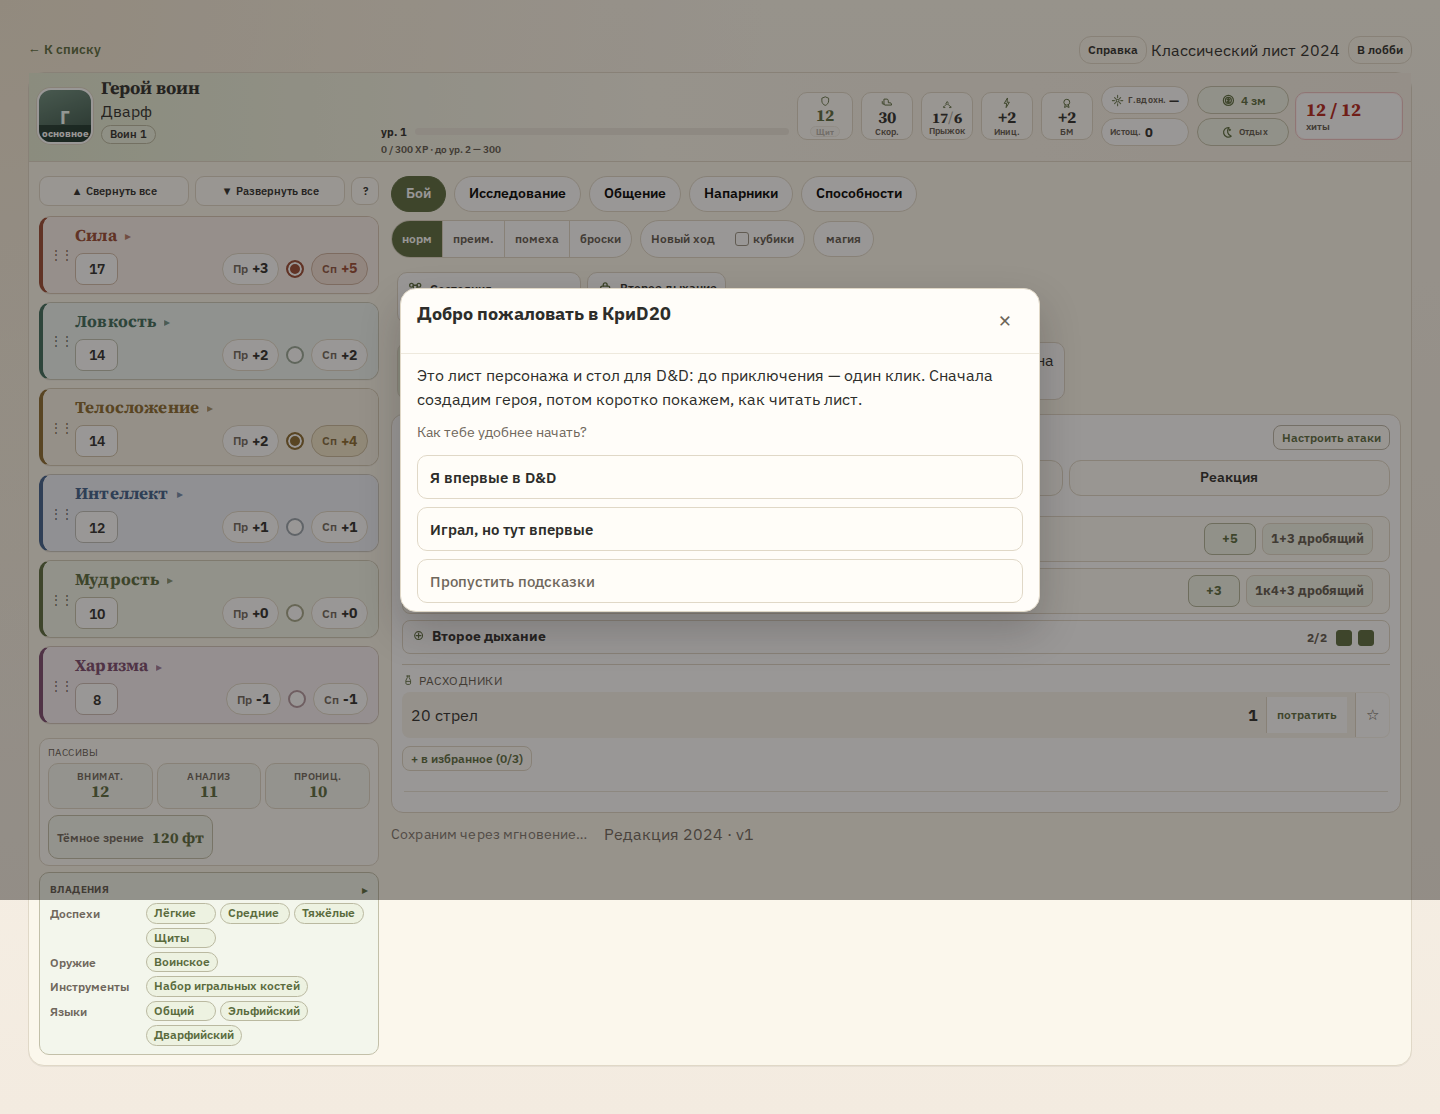 ← К списку
Справка Классический лист 2024 В лобби
Герой воин
Дварф
Воин 1
Г
основное
ур. 1
0 / 300 XP · до ур. 2 — 300
12
Щит
30
Скор.
17/6
Прыжок
+2
Иниц.
+2
БМ
Г.вдохн. —
Истощ. 0
4 зм
Отдых
12 / 12
хиты
▲ Свернуть все ▼ Развернуть все ?
Сила ▸
17 Пр +3 Сп +5
Ловкость ▸
14 Пр +2 Сп +2
Телосложение ▸
14 Пр +2 Сп +4
Интеллект ▸
12 Пр +1 Сп +1
Мудрость ▸
10 Пр +0 Сп +0
Харизма ▸
8 Пр -1 Сп -1
ПАССИВЫ
ВНИМАТ. АНАЛИЗ ПРОНИЦ.
12 11 10
Тёмное зрение 120 фт
ВЛАДЕНИЯ ▸
Доспехи Лёгкие Средние Тяжёлые
Щиты
Оружие Воинское
Инструменты Набор игральных костей
Языки Общий Эльфийский
Дварфийский
Бой Исследование Общение Напарники Способности
норм преим. помеха броски Новый ход кубики магия
Второе дыхание
на
Добро пожаловать в КриD20 ×
Это лист персонажа и стол для D&D: до приключения — один клик. Сначала
создадим героя, потом коротко покажем, как читать лист.
Как тебе удобнее начать?
Я впервые в D&D
Играл, но тут впервые
Пропустить подсказки
Настроить атаки
Реакция
+5 1+3 дробящий
+3 1к4+3 дробящий
Второе дыхание 2/2
РАСХОДНИКИ
20 стрел 1 потратить ☆
+ в избранное (0/3)
Сохраним через мгновение… Редакция 2024 · v1